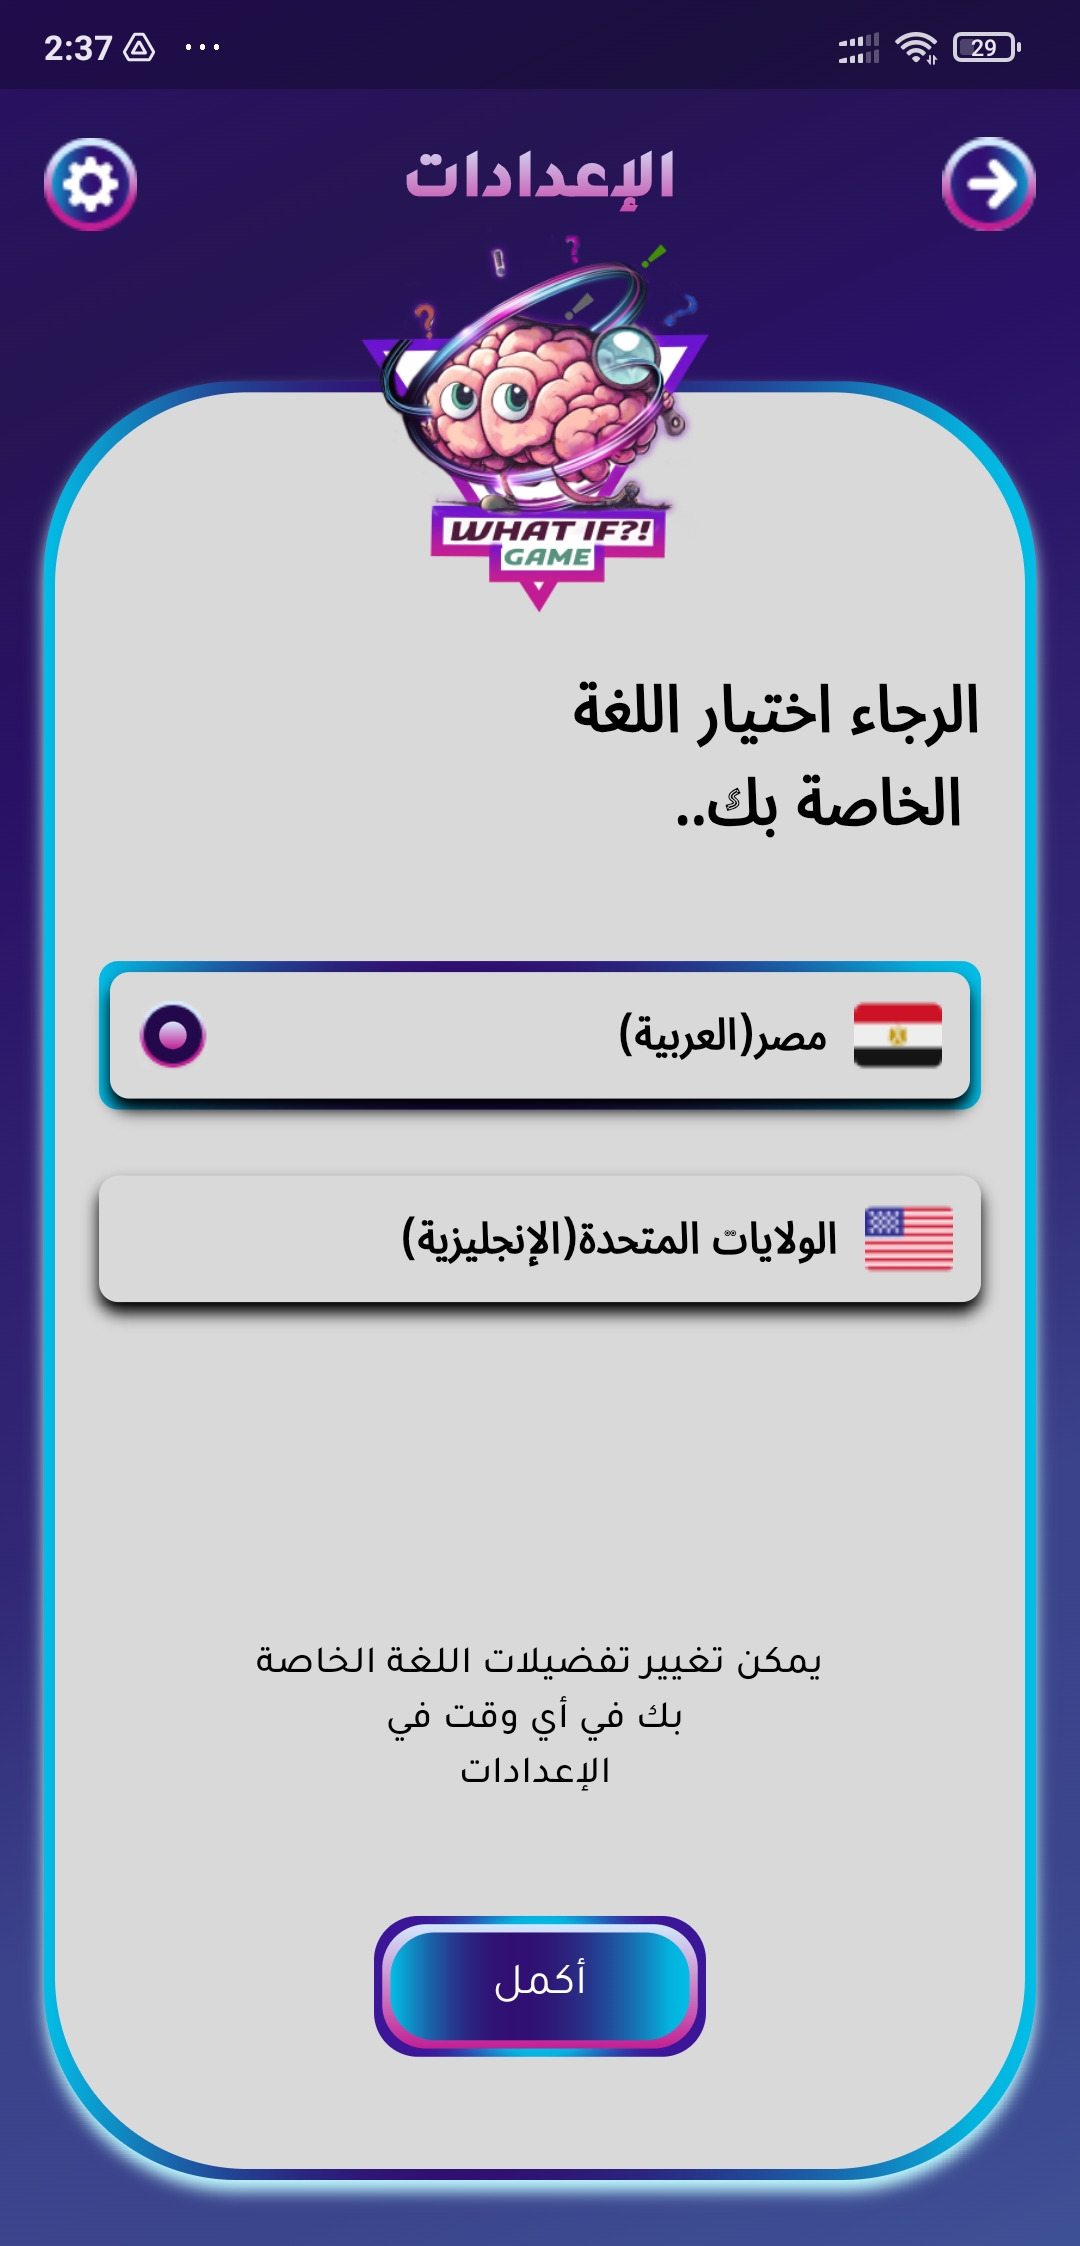 2:37
29
الإعدادات
WHAT IF?!
GAME
الرجاء اختيار اللغة
الخاصة بك..
مصر(العربية)
الولايات المتحدة(الإنجليزية)
يمكن تغيير تفضيلات اللغة الخاصة
بك في أي وقت في
الإعدادات
أكمل